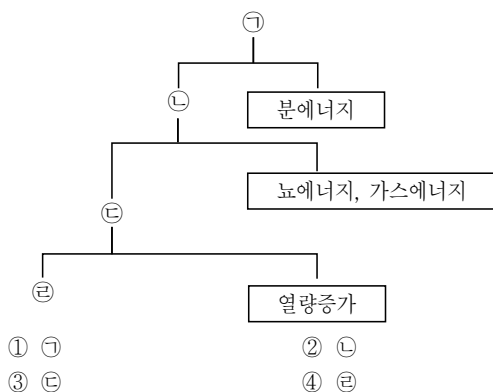 ㉠
㉡ 분에너지
뇨에너지, 가스에너지
㉢
㉣ 열량증가
① ㉠ ② ㉡
③ ㉢ ④ ㉣